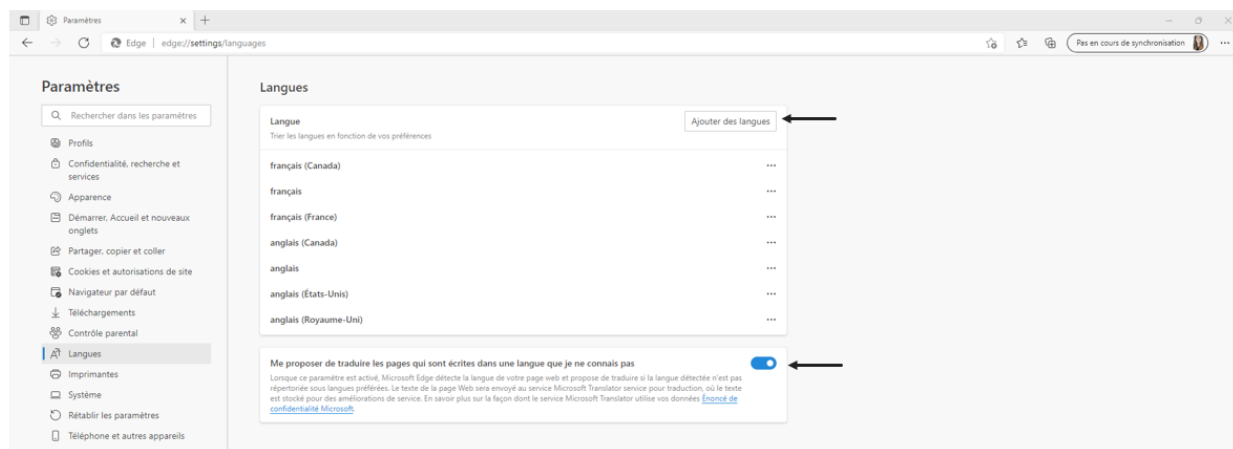 Paramètres
Edge | edge://settings/languages
Pas en cours de synchronisation
Paramètres
Rechercher dans les paramètres
Profils
Confidentialité, recherche et
services
Apparence
Démarrer, Accueil et nouveaux
onglets
Partager, copier et coller
Cookies et autorisations de site
Navigateur par défaut
Téléchargements
Contrôle parental
Langues
Imprimantes
Système
Rétablir les paramètres
Téléphone et autres appareils
Langues
Langue
Ajouter des langues
Trier les langues en fonction de vos préférences
français (Canada)
français
français (France)
anglais (Canada)
anglais
anglais (États-Unis)
anglais (Royaume-Uni)
Me proposer de traduire les pages qui sont écrites dans une langue que je ne connais pas
Lorsque ce paramètre est activé, Microsoft Edge détecte la langue de votre page web et propose de traduire si la langue détectée n'est pas
répertoriée sous langues préférées. Le texte de la page Web sera envoyé au service Microsoft Translator service pour traduction, où le texte
est stocké pour des améliorations de service. En savoir plus sur la façon dont le service Microsoft Translator utilise vos données Énoncé de
confidentialité Microsoft.